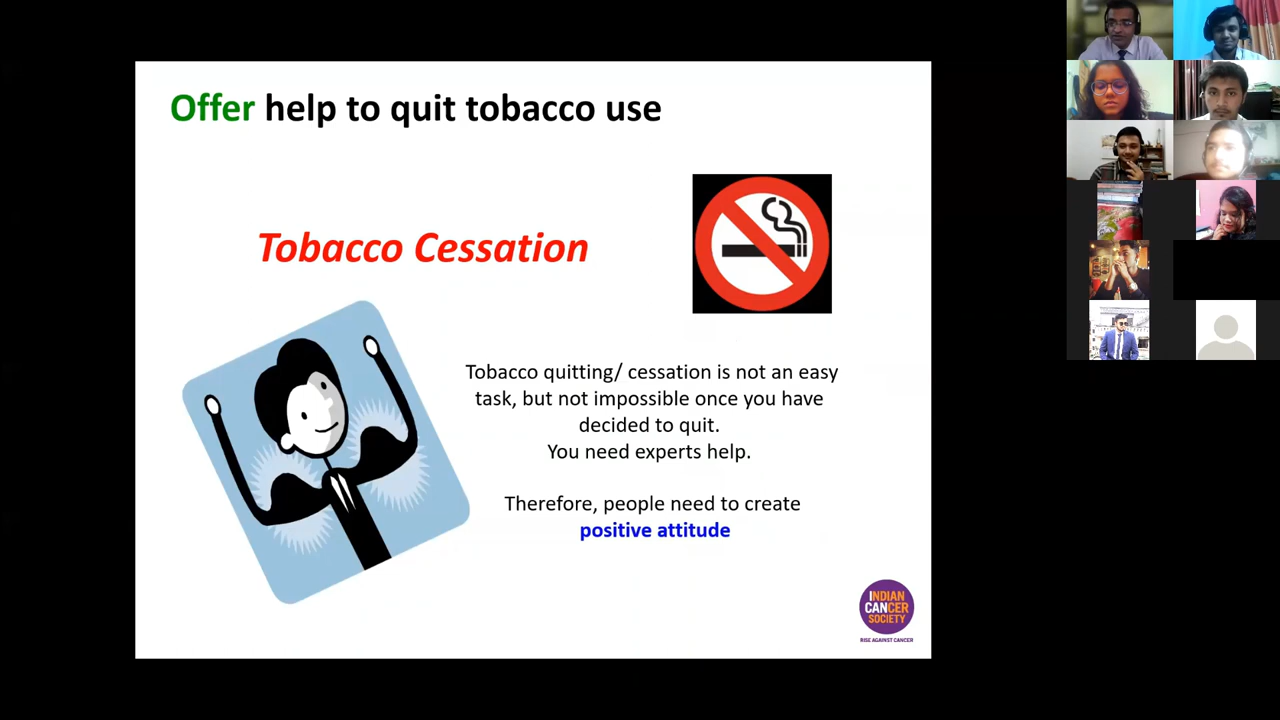 Offer help to quit tobacco use
Tobacco Cessation
Tobacco quitting/ cessation is not an easy
task, but not impossible once you have
decided to quit.
You need experts help.
Therefore, people need to create
positive attitude
INDIAN
CANCER
SOCIETY
RISE AGAINST CANCER